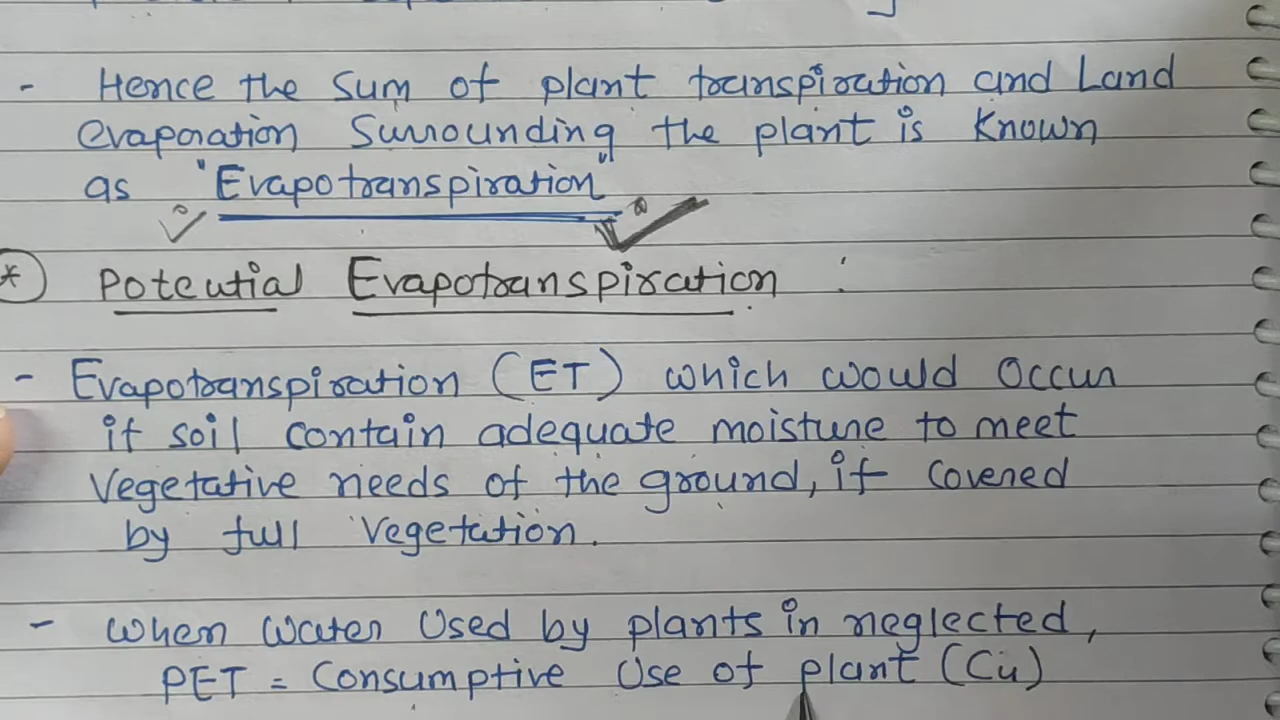 - Hence the Sum of plant transpiration and Land
evaporation Surrounding the plant is Known
as "Evapotranspiration"
* Potential Evapotranspiration :
- Evapotranspiration (ET) which would Occur
if soil contain adequate moisture to meet
Vegetative needs of the ground, if Covered
by full Vegetation.
- When Water Used by plants in neglected,
PET = Consumptive Use of plant (Cu)